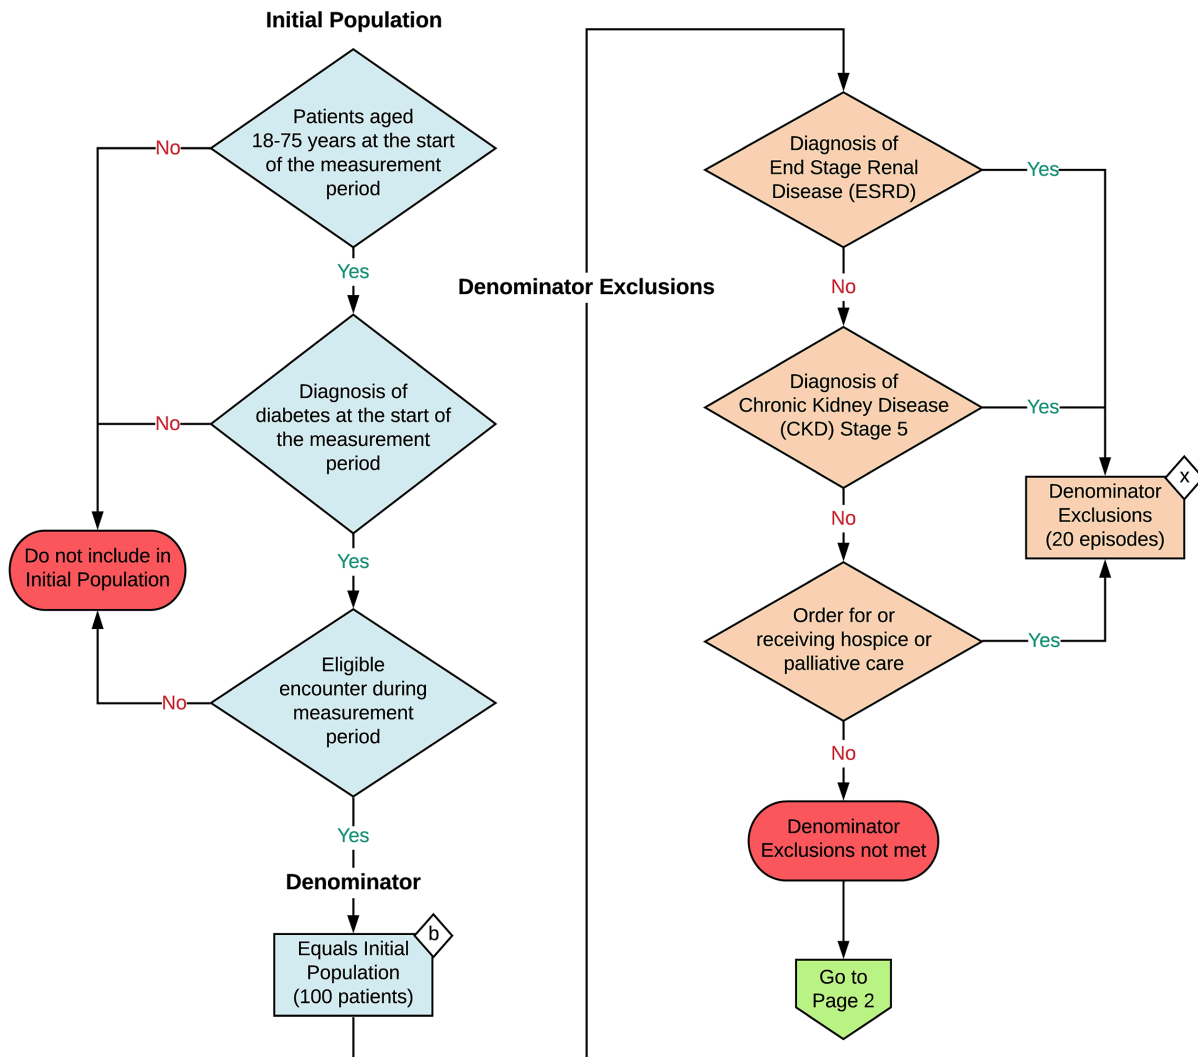 Initial Population
Patients aged
18-75 years at the start
of the measurement
period
No
Yes
Diagnosis of
diabetes at the start of
the measurement
period
No
Do not include in
Initial Population
Yes
Eligible
encounter during
measurement
period
No
Yes
Denominator
b
Equals Initial
Population
(100 patients)
Denominator Exclusions
Diagnosis of
End Stage Renal
Disease (ESRD)
Yes
No
Diagnosis of
Chronic Kidney Disease
(CKD) Stage 5
Yes
x
Denominator
Exclusions
(20 episodes)
No
Order for or
receiving hospice or
palliative care
Yes
No
Denominator
Exclusions not met
Go to
Page 2